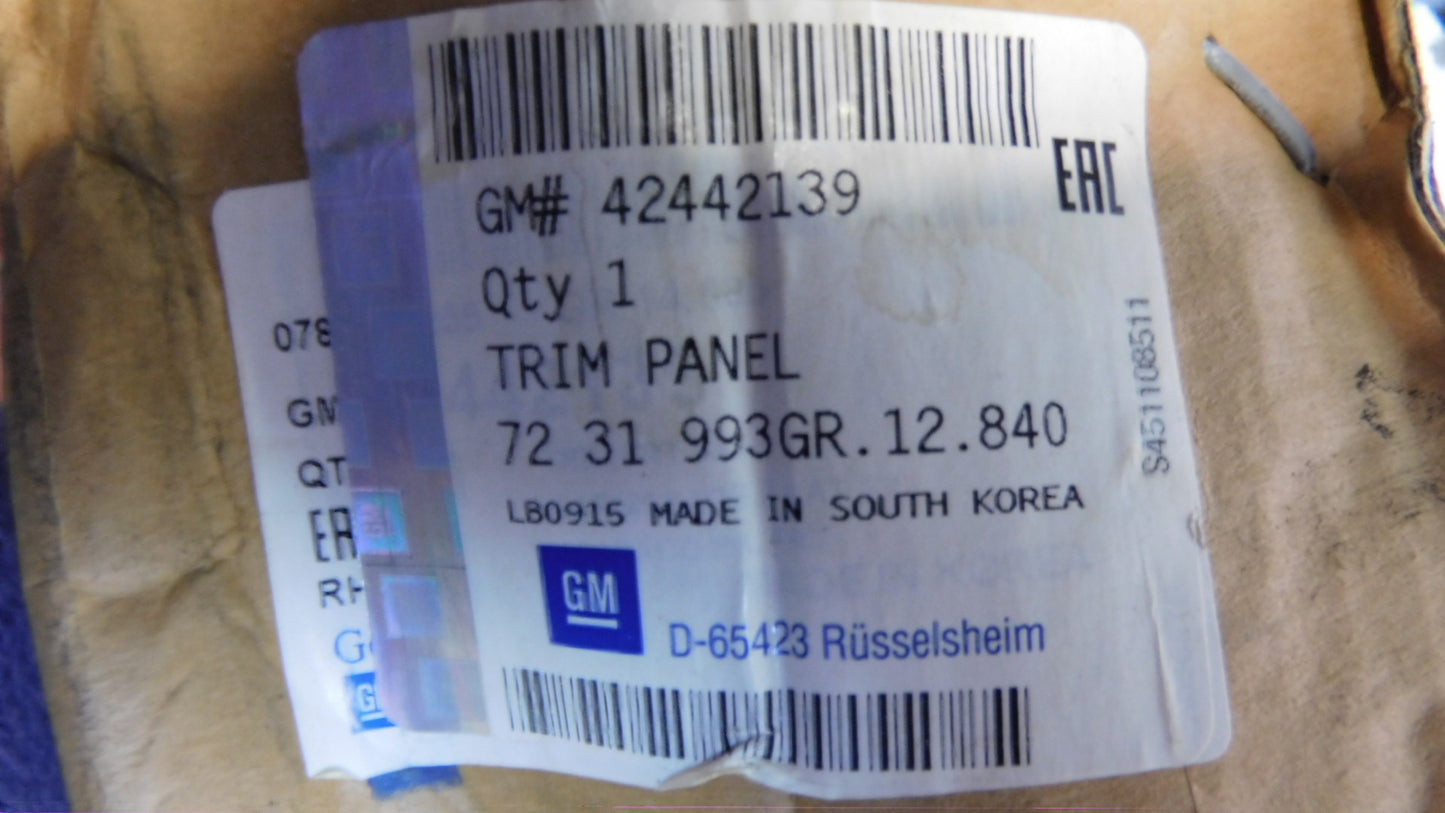 GM# 42442139
EAC
Qty 1
TRIM PANEL
72 31 993GR.12.840
LB0915 MADE IN SOUTH KOREA
GM
D-65423 Rüsselsheim
S451108511
078
GM
QT
RH